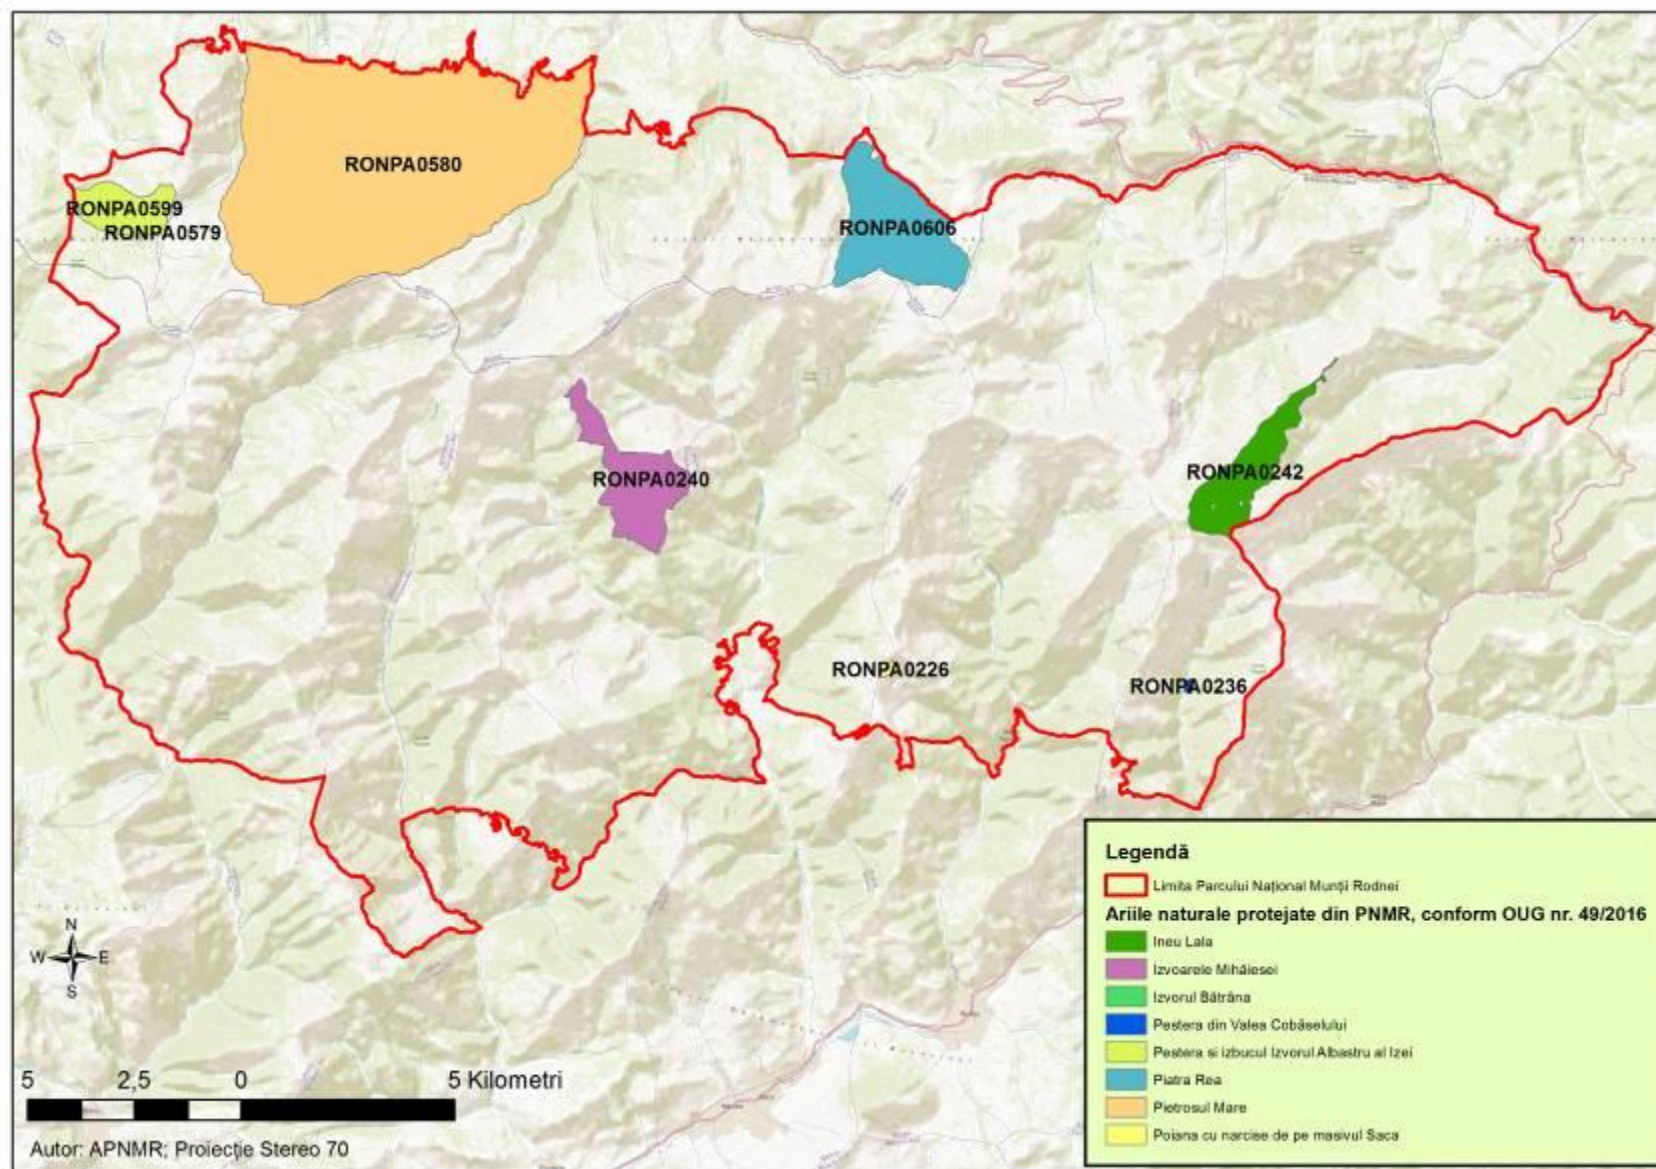 RONPA0580
RONPA0599
RONPA0579
RONPA0606
RONPA0242
RONPA0240
RONPA0226
RONPA0236
N
W E
S
5 2,5 0 5 Kilometri
Autor: APNMR; Proiecție Stereo 70
Legendă
Limita Parcului Național Munții Rodnei
Ariile naturale protejate din PNMR, conform OUG nr. 49/2016
Ineu Lala
Izvoarele Mihăiesei
Izvorul Bătrâna
Pestera din Valea Cobășelului
Pestera si izbucul Izvorul Albastru al Izei
Piatra Rea
Pietrosul Mare
Poiana cu narcise de pe masivul Saca